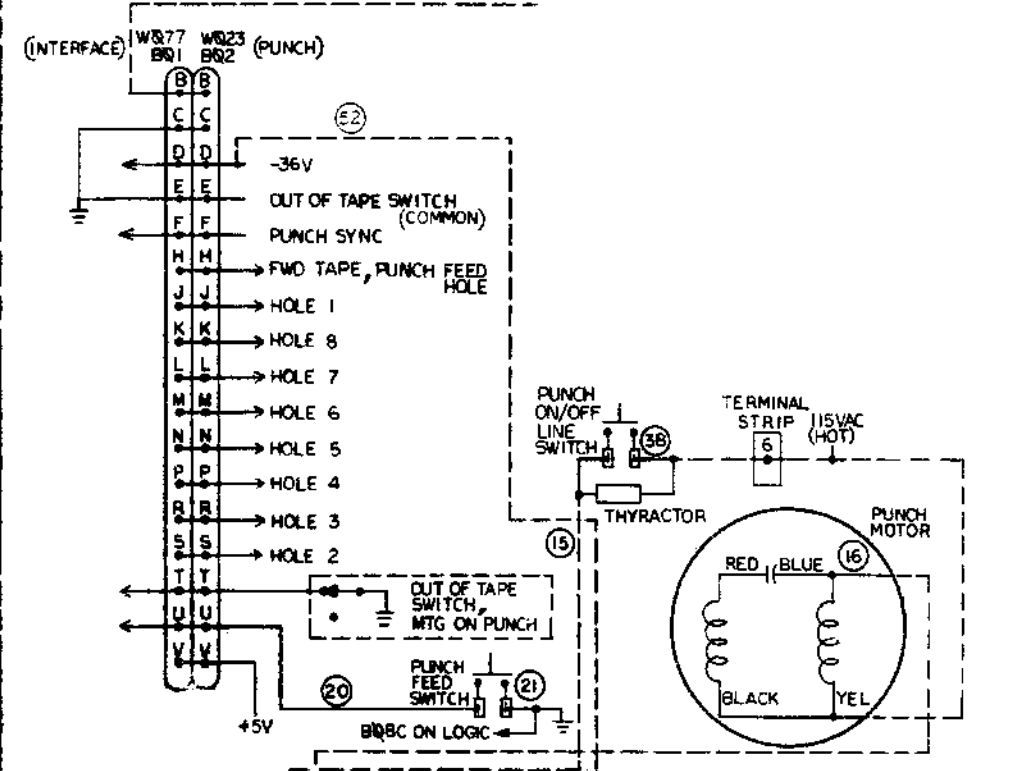 (INTERFACE) WQ77 WQ23 (PUNCH)
BQ1 BQ2
B B
C C
52
D D -36V
E E OUT OF TAPE SWITCH
(COMMON)
F F PUNCH SYNC
H H FWD TAPE, PUNCH FEED
HOLE
J J HOLE 1
K K HOLE 8
L L HOLE 7
M M HOLE 6
N N HOLE 5
P P HOLE 4
R R HOLE 3
S S HOLE 2
T T
U U
V V
+5V
OUT OF TAPE
SWITCH,
MTG ON PUNCH
20
PUNCH
FEED
SWITCH
21
BQ8C ON LOGIC
PUNCH
ON/OFF
LINE
SWITCH
38
THYRACTOR
15
TERMINAL
STRIP
6
115VAC
(HOT)
PUNCH
MOTOR
RED BLUE 16
BLACK YEL